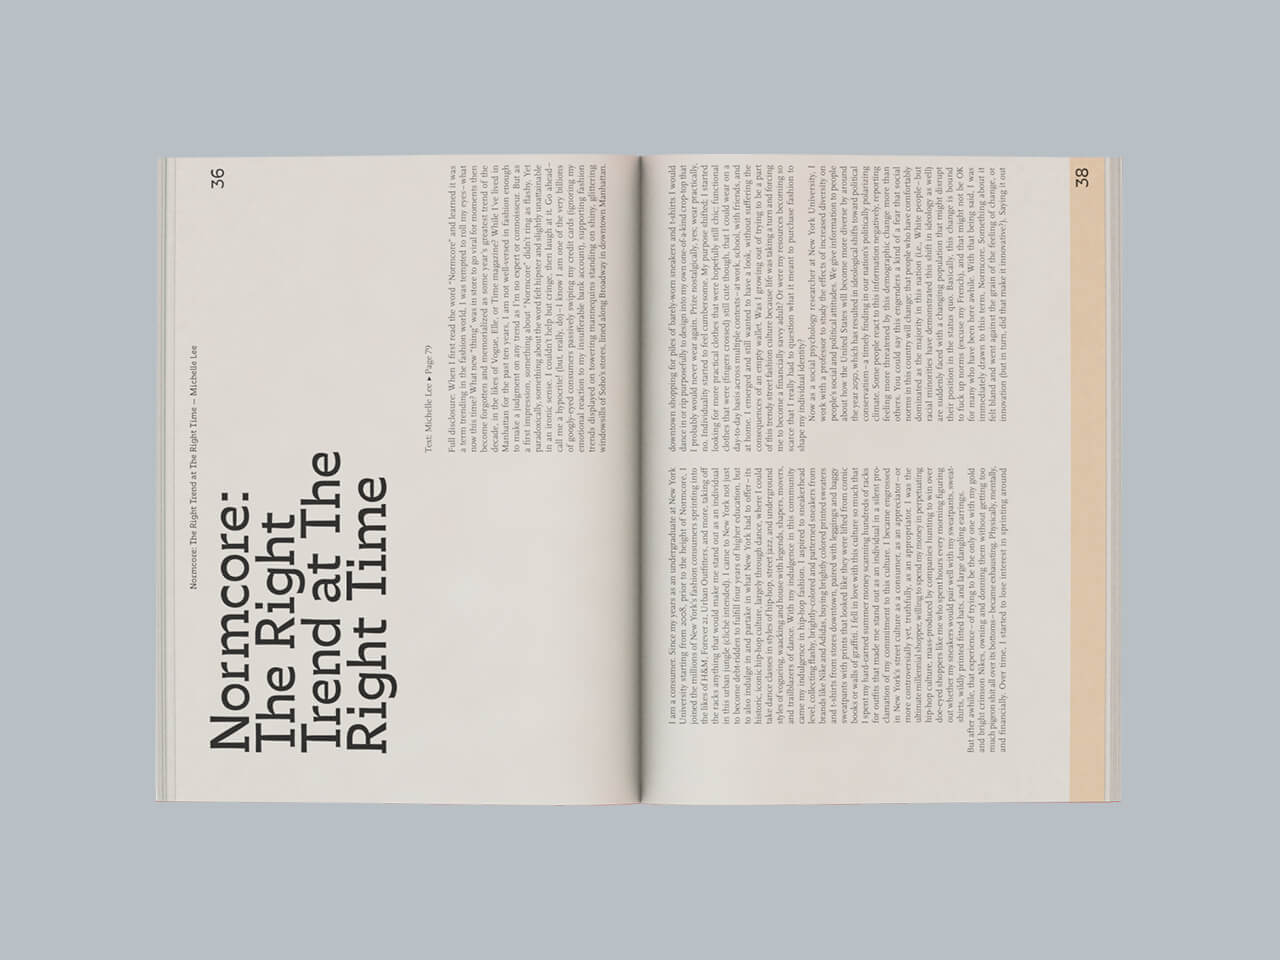 Normcore: The Right Trend at The Right Time — Michelle Lee
36
Normcore:
The Right
Trend at The
Right Time
Text: Michelle Lee ▸ Page 79
Full disclosure: When I first read the word “Normcore” and learned it was
a term trending in the fashion world, I was tempted to roll my eyes–what
now this time? What new “thing” was in store to go viral for moments then
become forgotten and memorialized as some year’s greatest trend of the
decade, in the likes of Vogue, Elle, or Time magazine? While I’ve lived in
Manhattan for the past ten years, I am not well-versed in fashion enough
to make a judgment on any trend as I’m no expert or connoisseur. But as
a first impression, something about “Normcore” didn’t ring as flashy. Yet
paradoxically, something about the word felt hipster and slightly unattainable
in an ironic sense. I couldn’t help but cringe, then laugh at it. Go ahead–
call me a hypocrite! (but, really, do)–I know I am one of the very billions
of googly-eyed consumers passively swiping my credit cards (ignoring my
emotional reaction to my insufferable bank account), supporting fashion
trends displayed on towering mannequins standing on shiny, glittering
windowsills of Soho’s stores, lined along Broadway in downtown Manhattan.
I am a consumer. Since my years as an undergraduate at New York
University starting from 2008, prior to the height of Normcore, I
joined the millions of New York’s fashion consumers sprinting into
the likes of H&M, Forever 21, Urban Outfitters, and more, taking off
the racks anything that would make me stand out as an individual
in this urban jungle (cliché intended). I came to New York not just
to become debt-ridden to fulfill four years of higher education, but
to also indulge in and partake in what New York had to offer–its
historic, iconic hip-hop culture, largely through dance, where I could
take dance classes in styles of hip-hop, street jazz, and underground
styles of vogueing, waacking and house with legends, shapers, movers,
and trailblazers of dance. With my indulgence in this community
came my indulgence in hip-hop fashion. I aspired to sneakerhead
level, collecting flashy, brightly-colored and patterned sneakers from
brands like Nike and Adidas, buying brightly colored printed sweaters
and t-shirts from stores downtown, paired with leggings and baggy
sweatpants with prints that looked like they were lifted from comic
books or walls of graffiti. I fell in love with this culture so much that
I spent my hard-earned summer money scanning hundreds of racks
for outfits that made me stand out as an individual in a silent pro-
clamation of my commitment to this culture. I became engrossed
in New York’s street culture as a consumer, as an appreciator–or
more controversially yet, truthfully, as an appropriator. I was the
ultimate millennial shopper, willing to spend my money in perpetuating
hip-hop culture, mass-produced by companies hunting to win over
doe-eyed shoppers like me who spent hours every morning figuring
out whether my sneakers would pair well with my sweatpants, sweat-
shirts, wildly printed fitted hats, and large dangling earrings.
But after awhile, that experience–of trying to be the only one with my gold
and bright crimson Nikes, owning and donning them without getting too
much pigeon shit all over its bottoms–became exhausting. Physically, mentally,
and financially. Over time, I started to lose interest in sprinting around
downtown shopping for piles of barely-worn sneakers and t-shirts I would
dance in or rip purposefully to design into my own one-of-a-kind crop top that
I probably would never wear again. Prize nostalgically, yes; wear practically,
no. Individuality started to feel cumbersome. My purpose shifted; I started
looking for more practical clothes that were hopefully still chic; functional
clothes that were (fingers crossed) still cute though, that I could wear on a
day-to-day basis across multiple contexts–at work, school, with friends, and
at home. I emerged and still wanted to have a look, without suffering the
consequences of an empty wallet. Was I growing out of trying to be a part
of this trendy street fashion culture because life was taking a turn and forcing
me to become a financially savvy adult? Or were my resources becoming so
scarce that I really had to question what it meant to purchase fashion to
shape my individual identity?
Now as a social psychology researcher at New York University, I
work with a professor to study the effects of increased diversity on
people’s social and political attitudes. We give information to people
about how the United States will become more diverse by around
the year 2050, which has resulted in ideological shifts toward political
conservatism–a timely finding in our nation’s politically polarizing
climate. Some people react to this information negatively, reporting
feeling more threatened by this demographic change more than
others. You could say this engenders a kind of a fear that social
norms in this country will change; that people who have comfortably
dominated as the majority in this nation (i.e., White people–but
racial minorities have demonstrated this shift in ideology as well)
are suddenly faced with a changing population that might disrupt
their position in the status quo. Basically, this change is bound
to fuck up norms (excuse my French), and that might not be OK
for many who have been here awhile. With that being said, I was
immediately drawn to this term, Normcore. Something about it
felt bland and went against the grain of the feeling of change, or
innovation (but in turn, did that make it innovative?). Saying it out
38